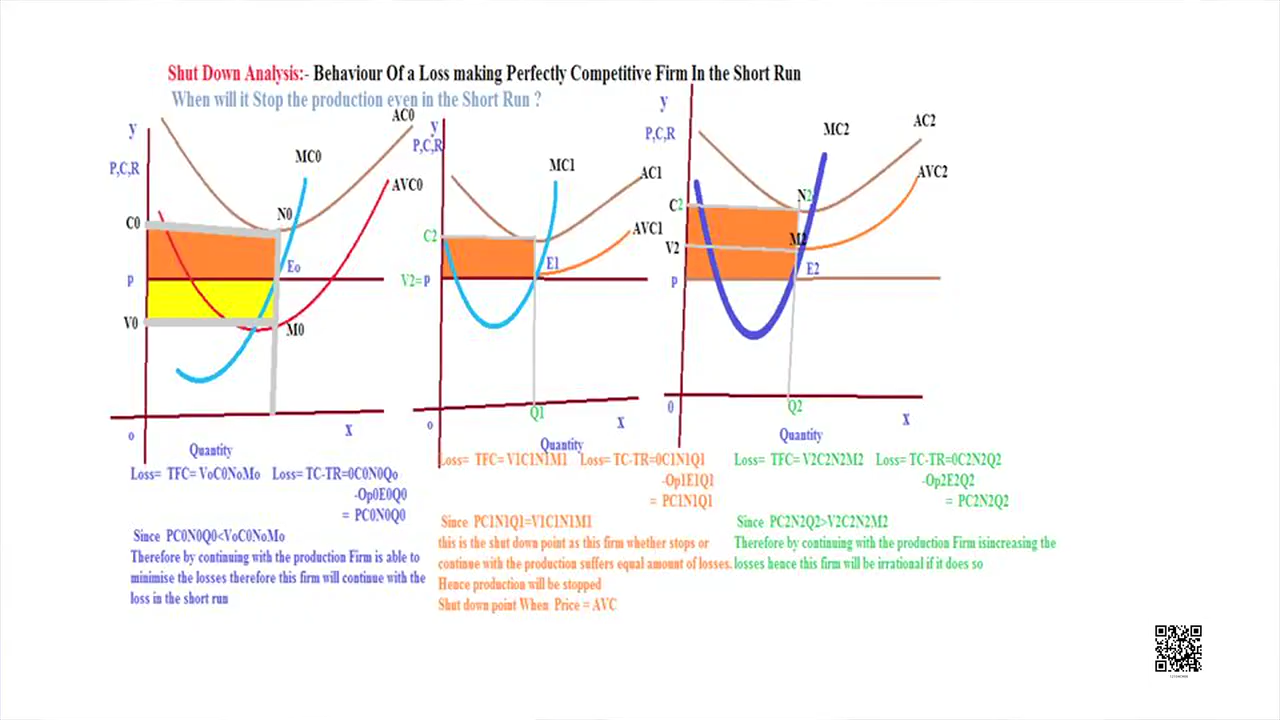 Shut Down Analysis:- Behaviour Of a Loss making Perfectly Competitive Firm In the Short Run
When will it Stop the production even in the Short Run ?
y
P,C,R
AC0
MC0
AVC0
C0
N0
Eo
P
V0
M0
o
x
Quantity
Loss= TFC= VoC0NoMo Loss= TC-TR=0C0N0Qo
-Op0E0Q0
= PC0N0Q0
Since PC0N0Q0<VoC0NoMo
Therefore by continuing with the production Firm is able to
minimise the losses therefore this firm will continue with the
loss in the short run
y
P,C,R
MC1
AC1
AVC1
C2
E1
V2=P
Q1
o
x
Quantity
Loss= TFC= V1C1N1M1 Loss= TC-TR=0C1N1Q1
-Op1E1Q1
= PC1N1Q1
Since PC1N1Q1=V1C1N1M1
this is the shut down point as this firm whether stops or
continue with the production suffers equal amount of losses.
Hence production will be stopped
Shut down point When Price = AVC
y
P,C,R
MC2
AC2
AVC2
C2
N2
V2
M2
E2
P
0
Q2
x
Quantity
Loss= TFC= V2C2N2M2 Loss= TC-TR=0C2N2Q2
-Op2E2Q2
= PC2N2Q2
Since PC2N2Q2>V2C2N2M2
Therefore by continuing with the production Firm isincreasing the
losses hence this firm will be irrational if it does so